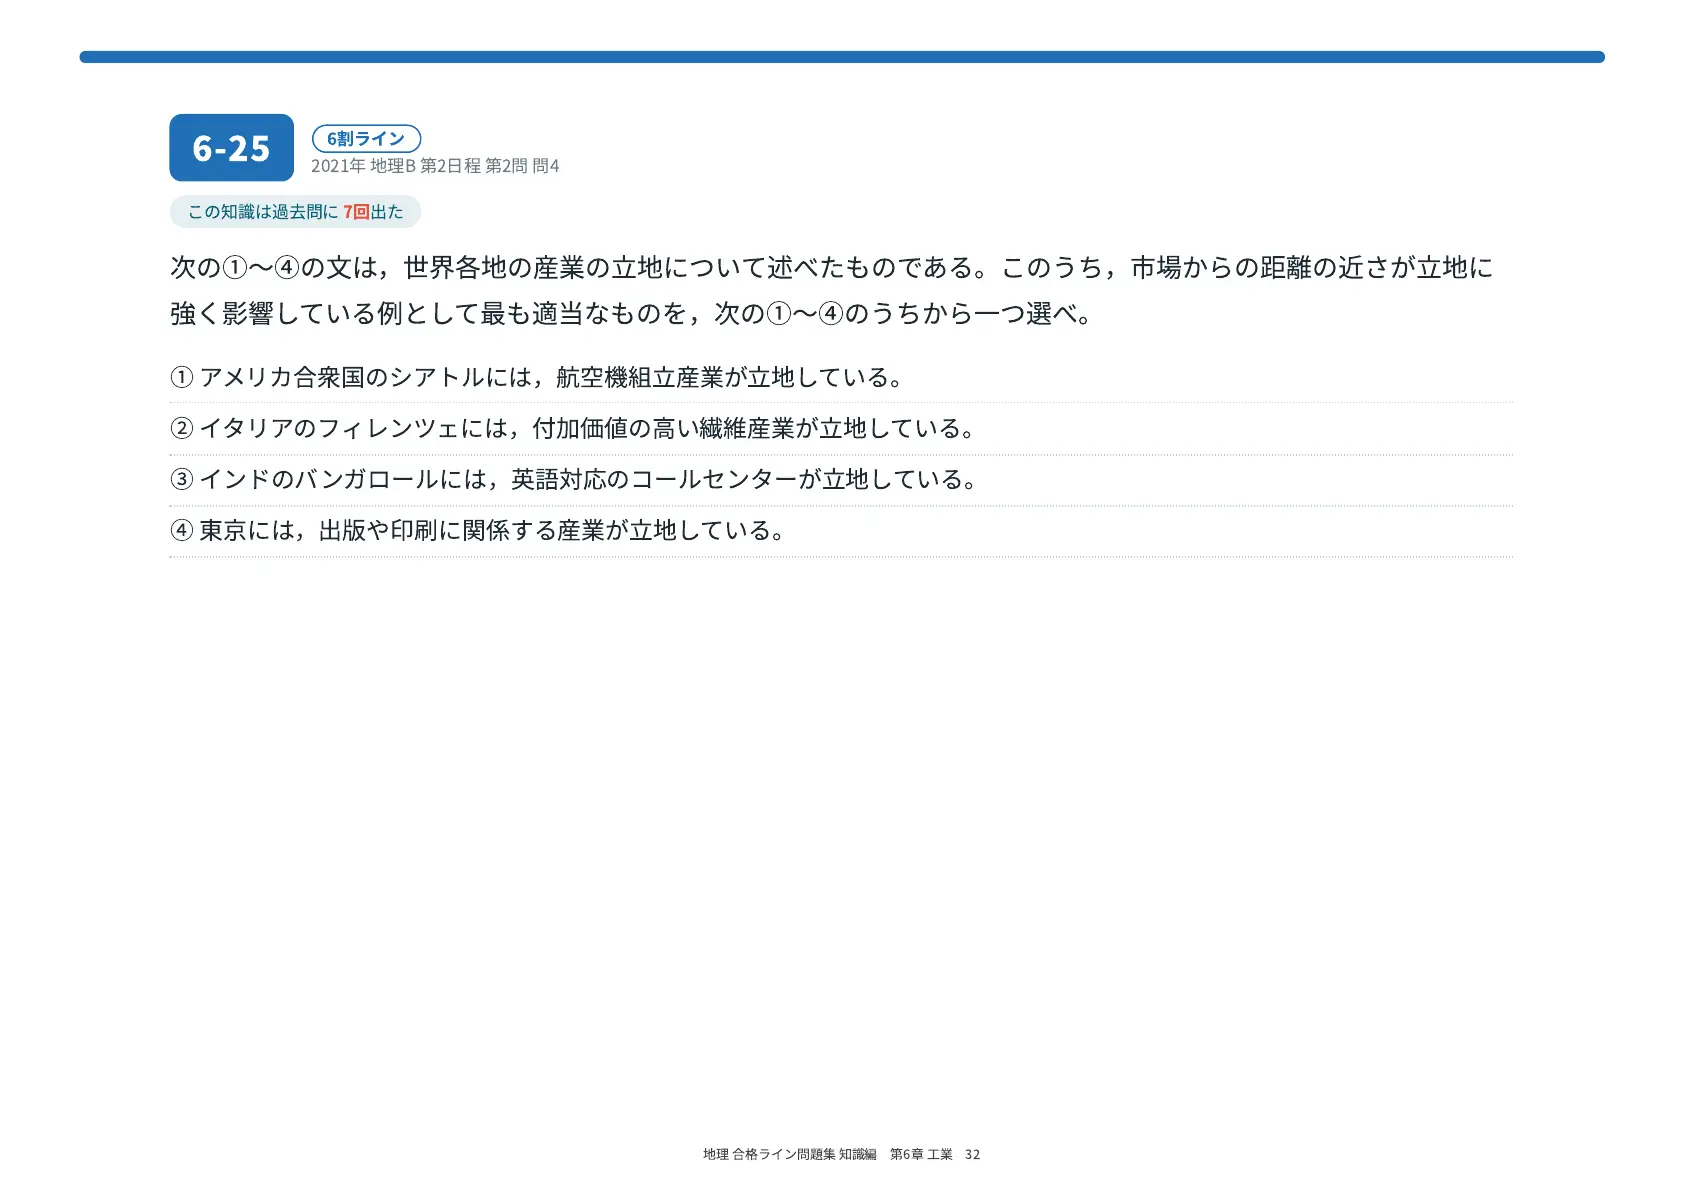 6-25
6割ライン
2021年 地理B 第2日程 第2問 問4
この知識は過去問に 7回出た
次の①～④の文は，世界各地の産業の立地について述べたものである。このうち，市場からの距離の近さが立地に
強く影響している例として最も適当なものを，次の①～④のうちから一つ選べ。
① アメリカ合衆国のシアトルには，航空機組立産業が立地している。
② イタリアのフィレンツェには，付加価値の高い繊維産業が立地している。
③ インドのバンガロールには，英語対応のコールセンターが立地している。
④ 東京には，出版や印刷に関係する産業が立地している。
地理 合格ライン問題集 知識編　第6章 工業　32